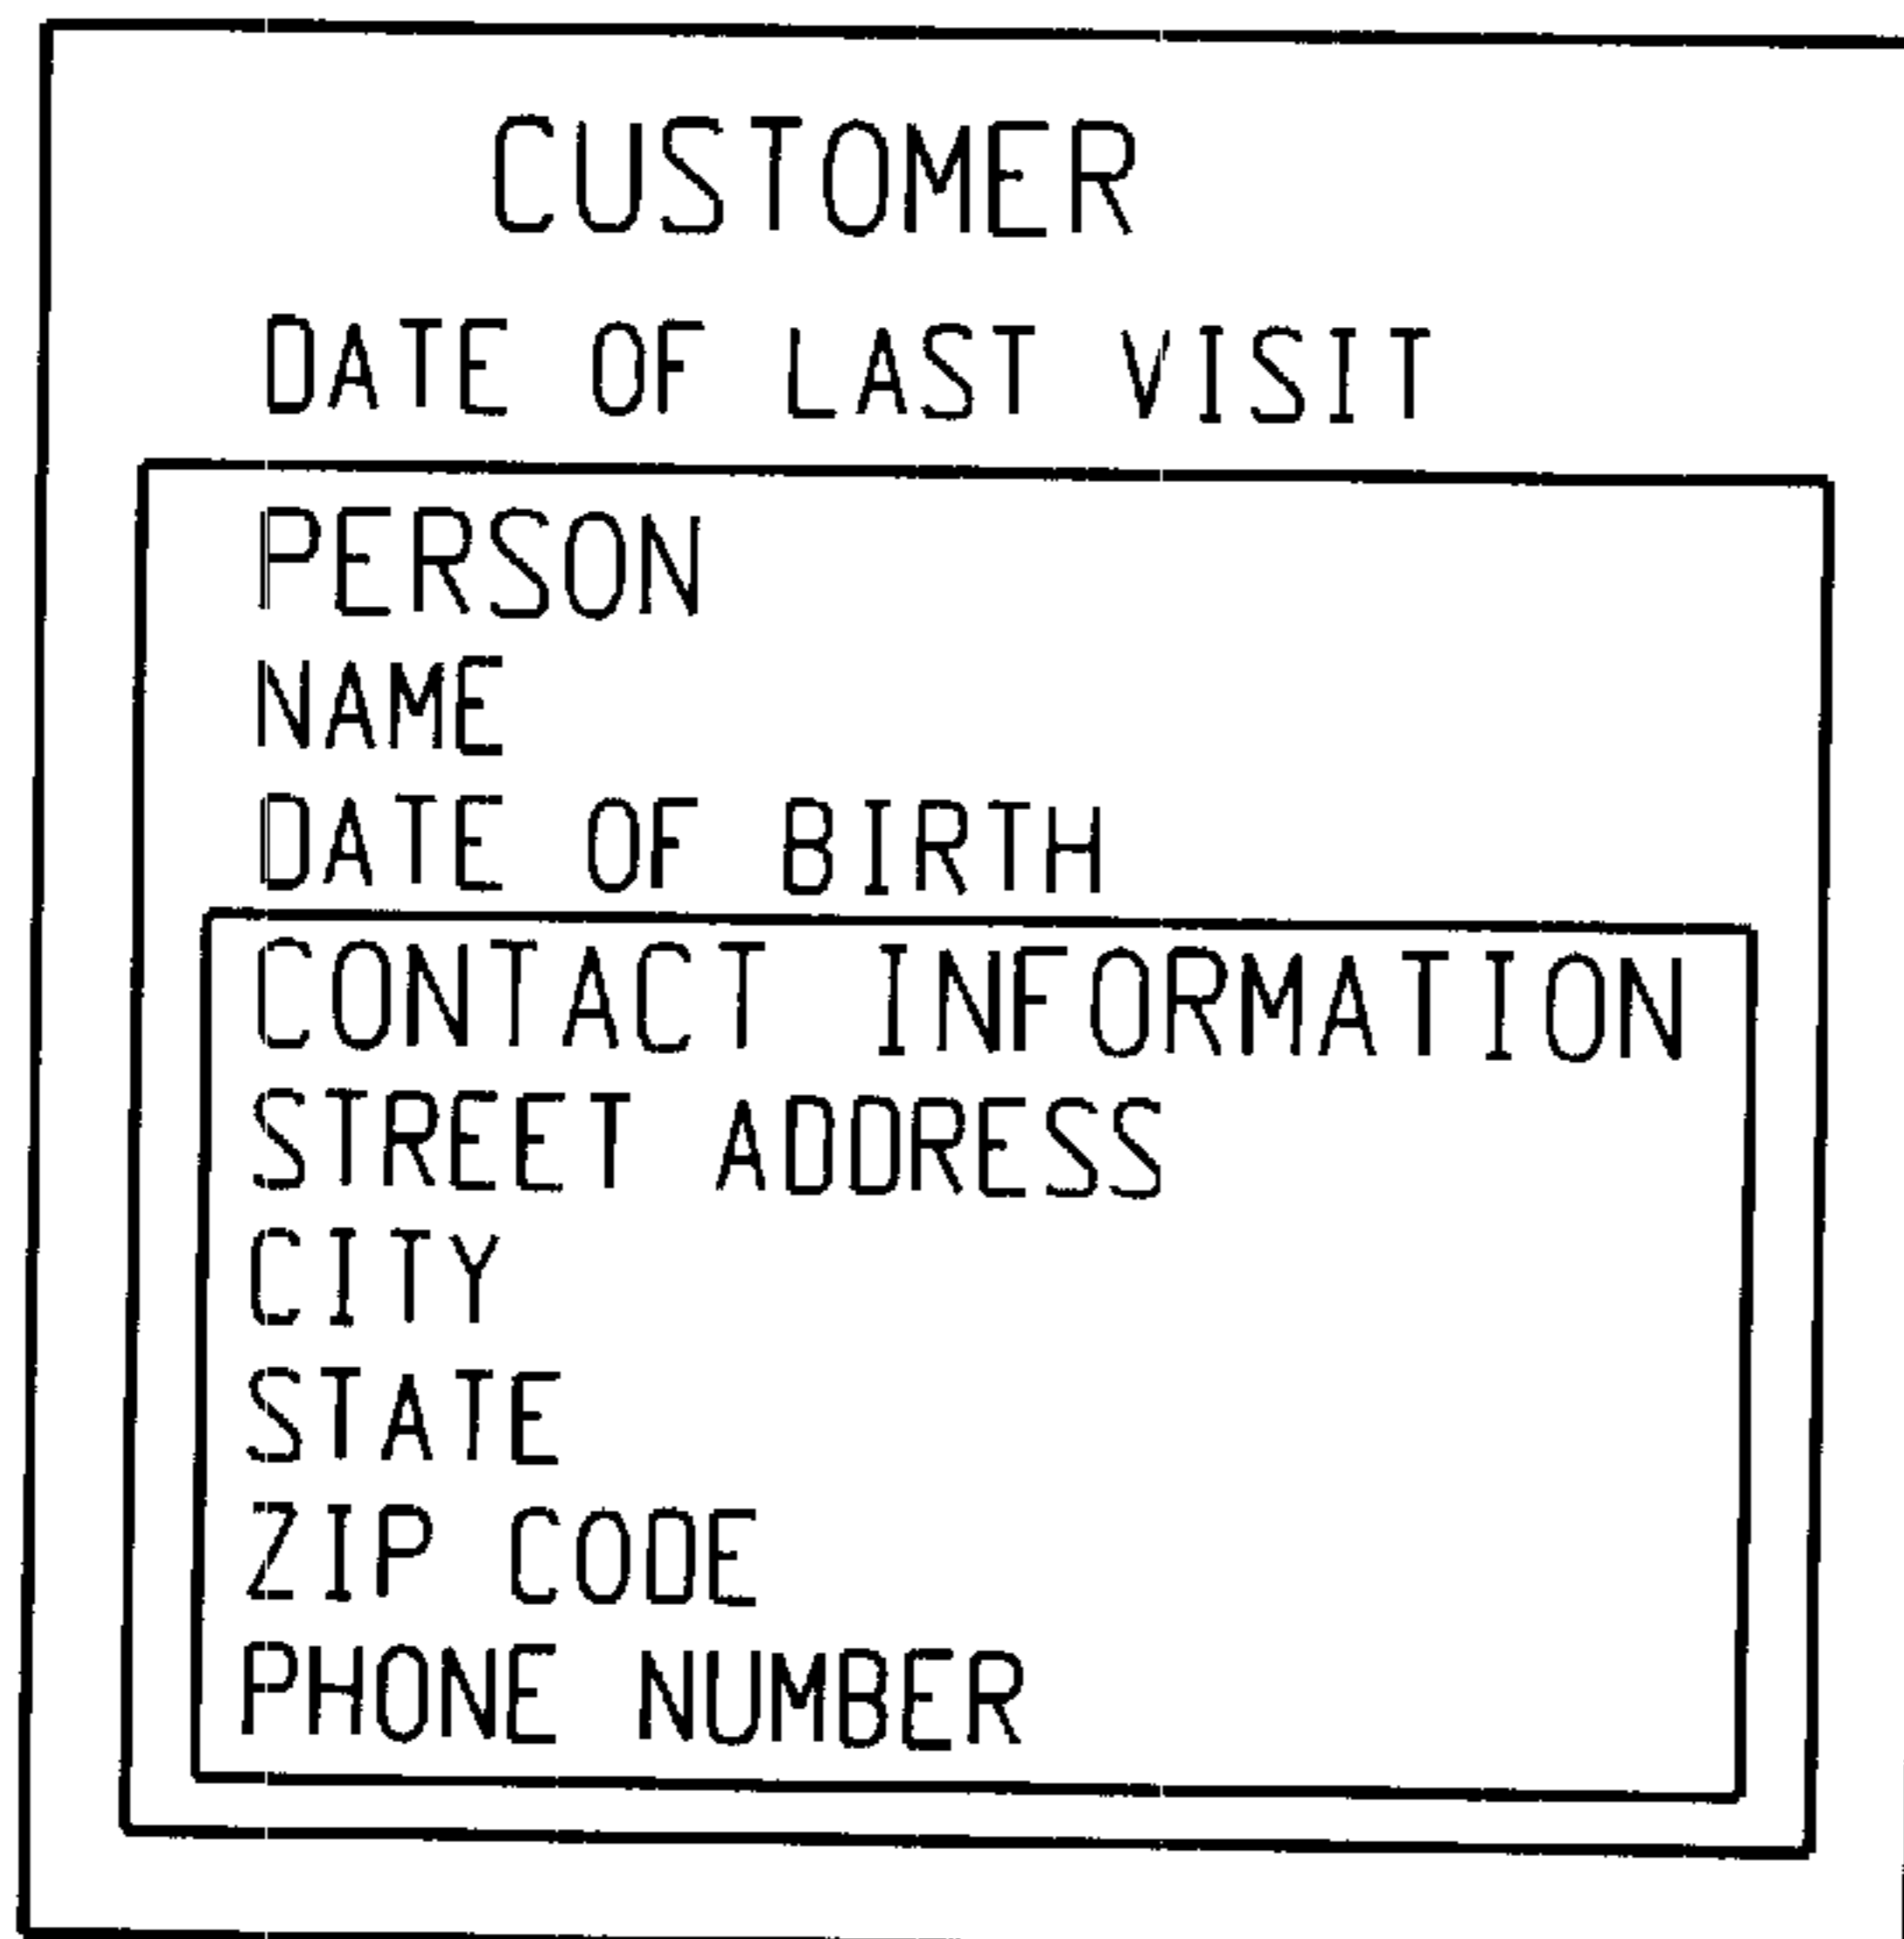 CUSTOMER
DATE OF LAST VISIT
PERSON
NAME
DATE OF BIRTH
CONTACT INFORMATION
STREET ADDRESS
CITY
STATE
ZIP CODE
PHONE NUMBER